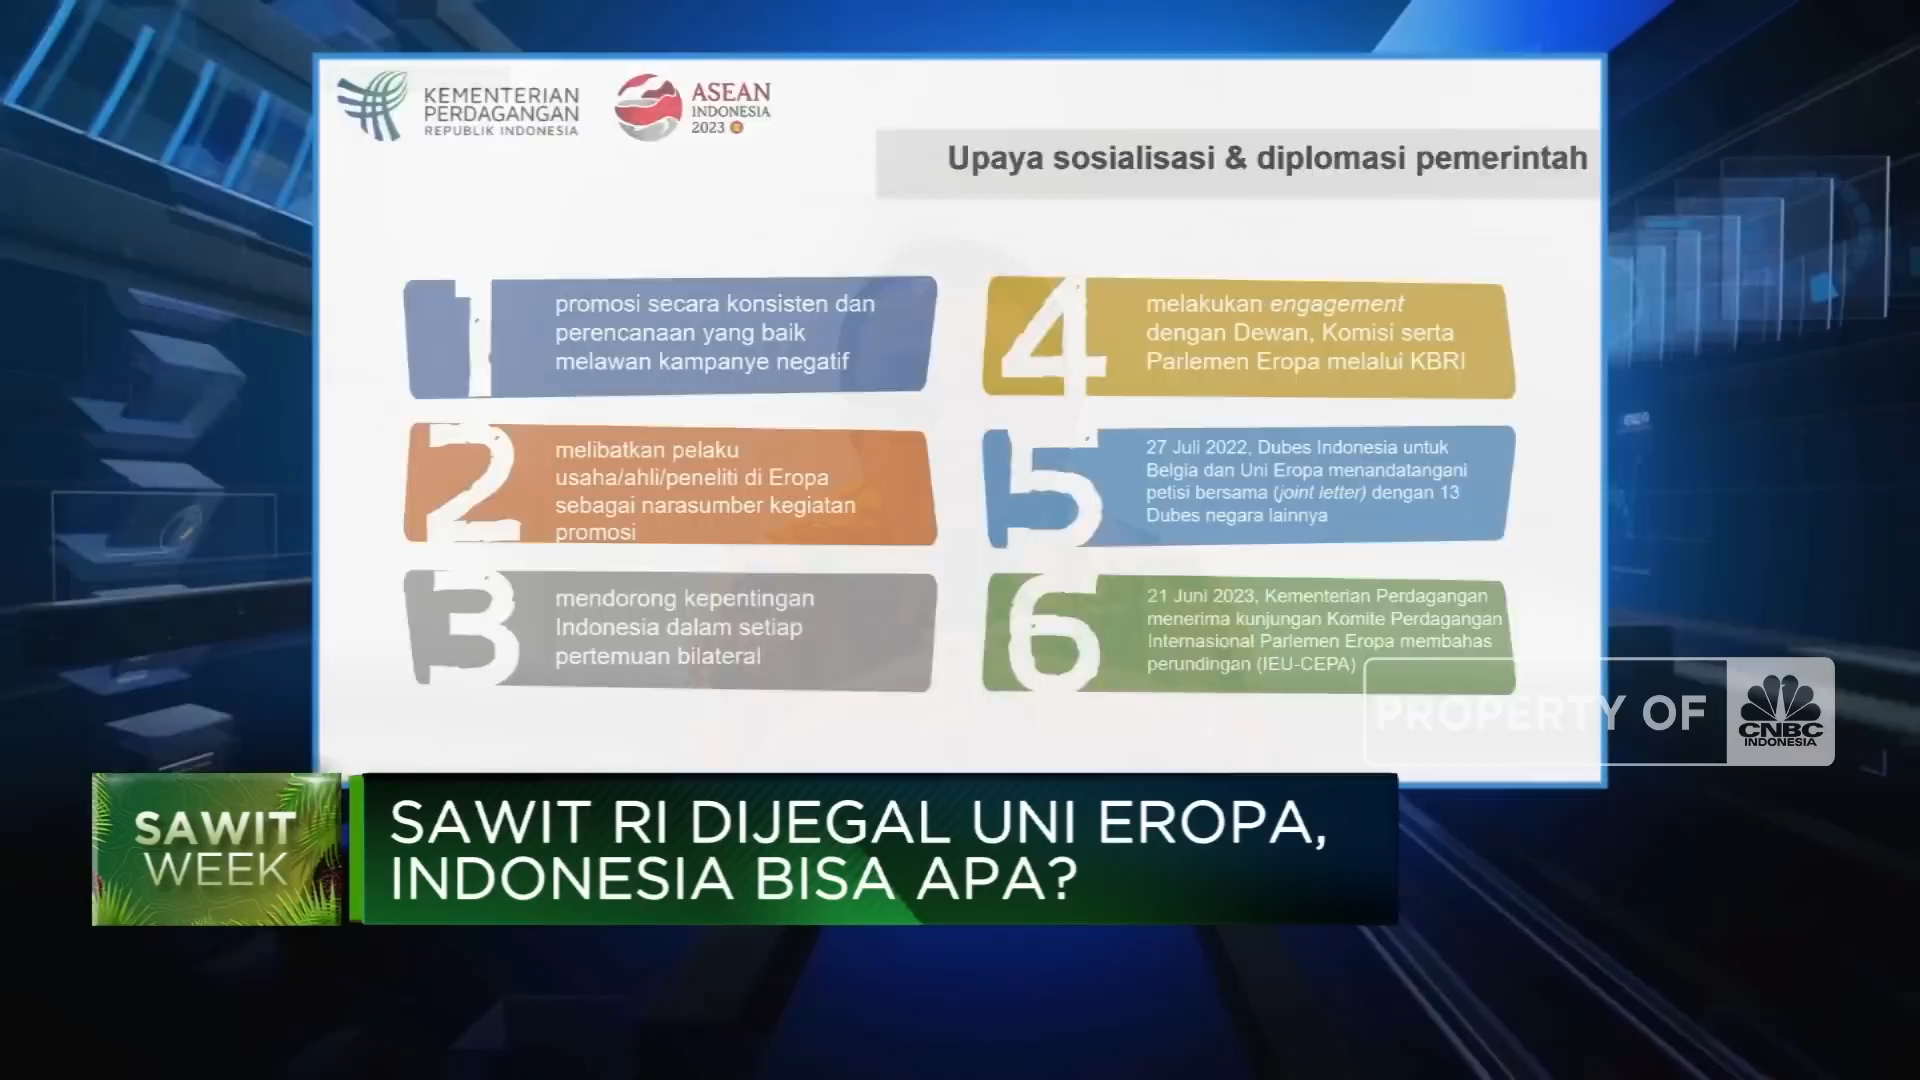 KEMENTERIAN
PERDAGANGAN
REPUBLIK INDONESIA
ASEAN
INDONESIA
2023
Upaya sosialisasi & diplomasi pemerintah
1
promosi secara konsisten dan
perencanaan yang baik
melawan kampanye negatif
2
melibatkan pelaku
usaha/ahli/peneliti di Eropa
sebagai narasumber kegiatan
promosi
3
mendorong kepentingan
Indonesia dalam setiap
pertemuan bilateral
4
melakukan engagement
dengan Dewan, Komisi serta
Parlemen Eropa melalui KBRI
5
27 Juli 2022, Dubes Indonesia untuk
Belgia dan Uni Eropa menandatangani
petisi bersama (joint letter) dengan 13
Dubes negara lainnya
6
21 Juni 2023, Kementerian Perdagangan
menerima kunjungan Komite Perdagangan
Internasional Parlemen Eropa membahas
perundingan (IEU-CEPA)
PROPERTY OF
CNBC
INDONESIA
SAWIT
WEEK
SAWIT RI DIJEGAL UNI EROPA,
INDONESIA BISA APA?